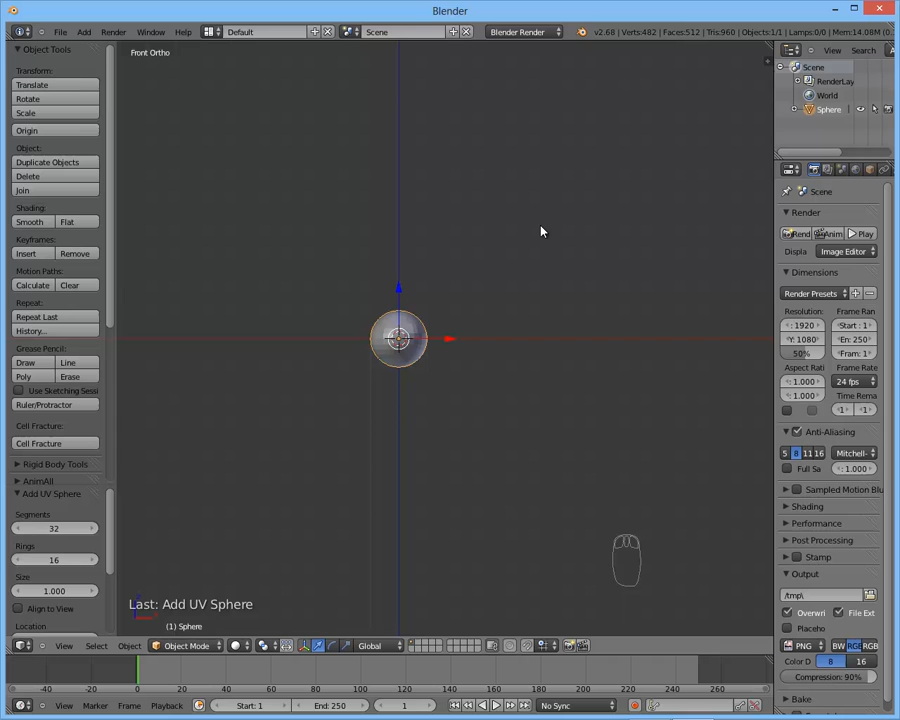 Blender
File
Add
Render
Window
Help
Default
Scene
Blender Render
v2.68 | Verts:482 | Faces:512 | Tris:960 | Objects:1/1 | Lamps:0/0 | Mem:14.08M (0.
Object Tools
Transform:
Translate
Rotate
Scale
Origin
Object:
Duplicate Objects
Delete
Join
Shading:
Smooth
Flat
Keyframes:
Insert
Remove
Motion Paths:
Calculate
Clear
Repeat:
Repeat Last
History...
Grease Pencil:
Draw
Line
Poly
Erase
Use Sketching Sessi
Ruler/Protractor
Cell Fracture:
Cell Fracture
Rigid Body Tools
AnimAll
Add UV Sphere
Segments
32
Rings
16
Size
1.000
Align to View
Location
Front Ortho
Last: Add UV Sphere
(1) Sphere
View
Select
Object
Object Mode
Global
-40
-20
0
20
40
60
80
100
120
140
160
180
200
220
240
260
View
Marker
Frame
Playback
Start: 1
End: 250
1
No Sync
View
Search
Scene
RenderLay
World
Sphere
Scene
Render
Rend
Anim
Play
Displa
Image Editor
Dimensions
Render Presets
Resolution:
Frame Ran
: 1920
Start : 1
Y: 1080
En: 250
50%
Fram: 1
Aspect Rati
Frame Rate
: 1.000
24 fps
: 1.000
Time Rema
:1
:1
Anti-Aliasing
5
8
11
16
Mitchell-
Full Sa
: 1.000
Sampled Motion Blu
Shading
Performance
Post Processing
Stamp
Output
/tmp\
Overwri
File Ext
Placeho
PNG
BW
RGB
RGB
Color D
8
16
Compression: 90%
Bake